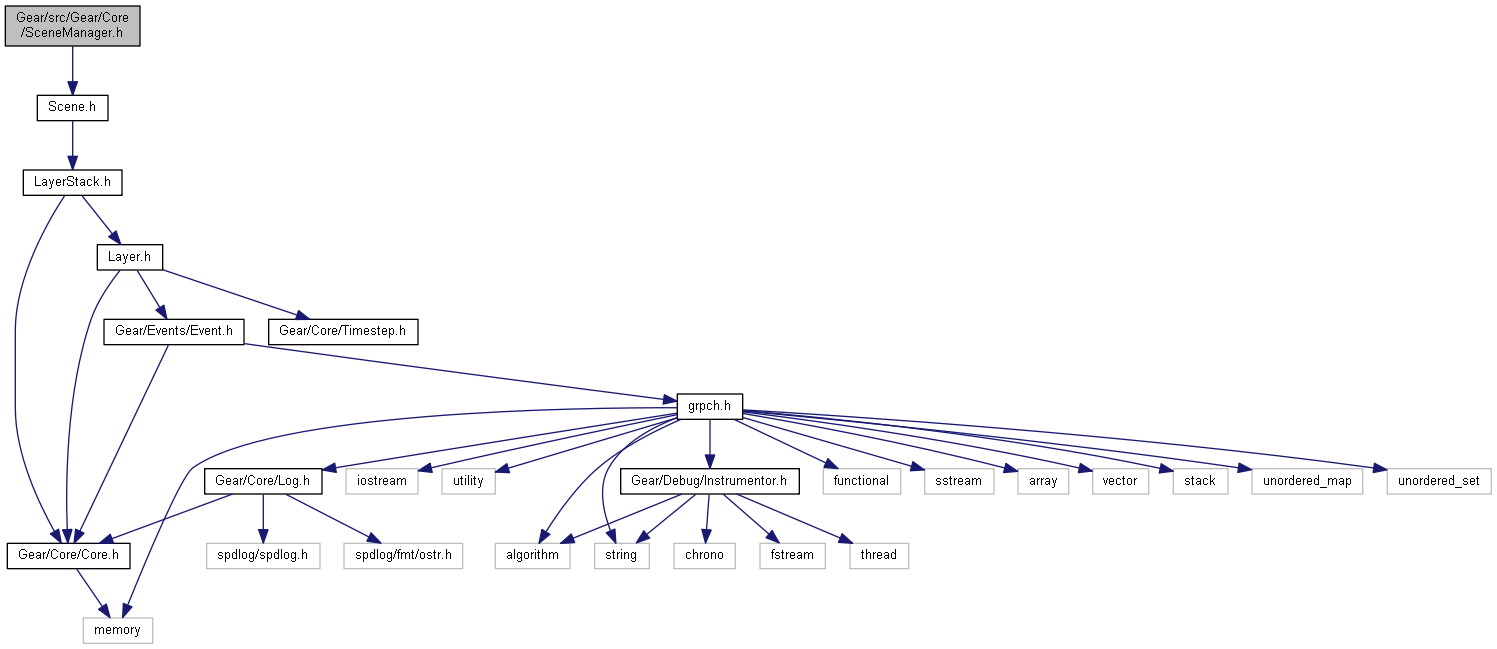 Gear/src/Gear/Core
/SceneManager.h
Scene.h
LayerStack.h
Layer.h
Gear/Events/Event.h
Gear/Core/Timestep.h
grpch.h
Gear/Core/Log.h
iostream
utility
Gear/Debug/Instrumentor.h
functional
sstream
array
vector
stack
unordered_map
unordered_set
Gear/Core/Core.h
spdlog/spdlog.h
spdlog/fmt/ostr.h
algorithm
string
chrono
fstream
thread
memory